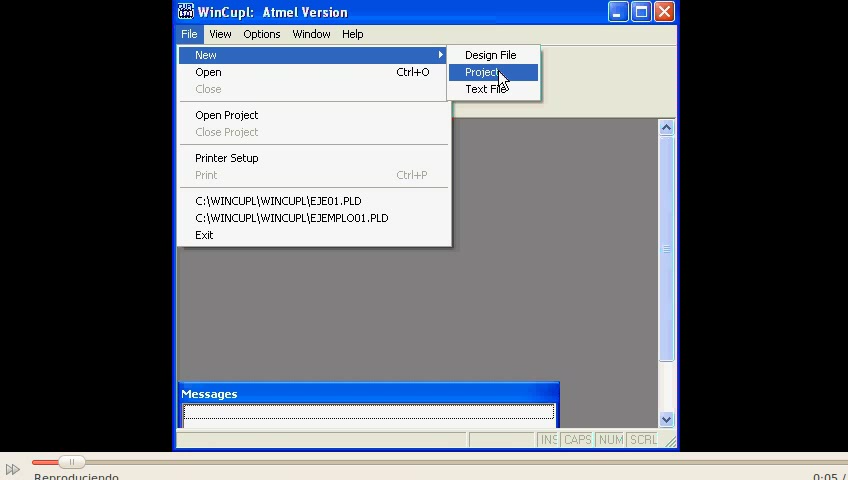 WinCupl: Atmel Version
File View Options Window Help
New
Open Ctrl+O
Close
Open Project
Close Project
Printer Setup
Print Ctrl+P
C:\WINCUPL\WINCUPL\EJE01.PLD
C:\WINCUPL\WINCUPL\EJEMPLO01.PLD
Exit
Design File
Project
Text File
Messages
INS CAPS NUM SCRL
Reproduciendo 0:05 /